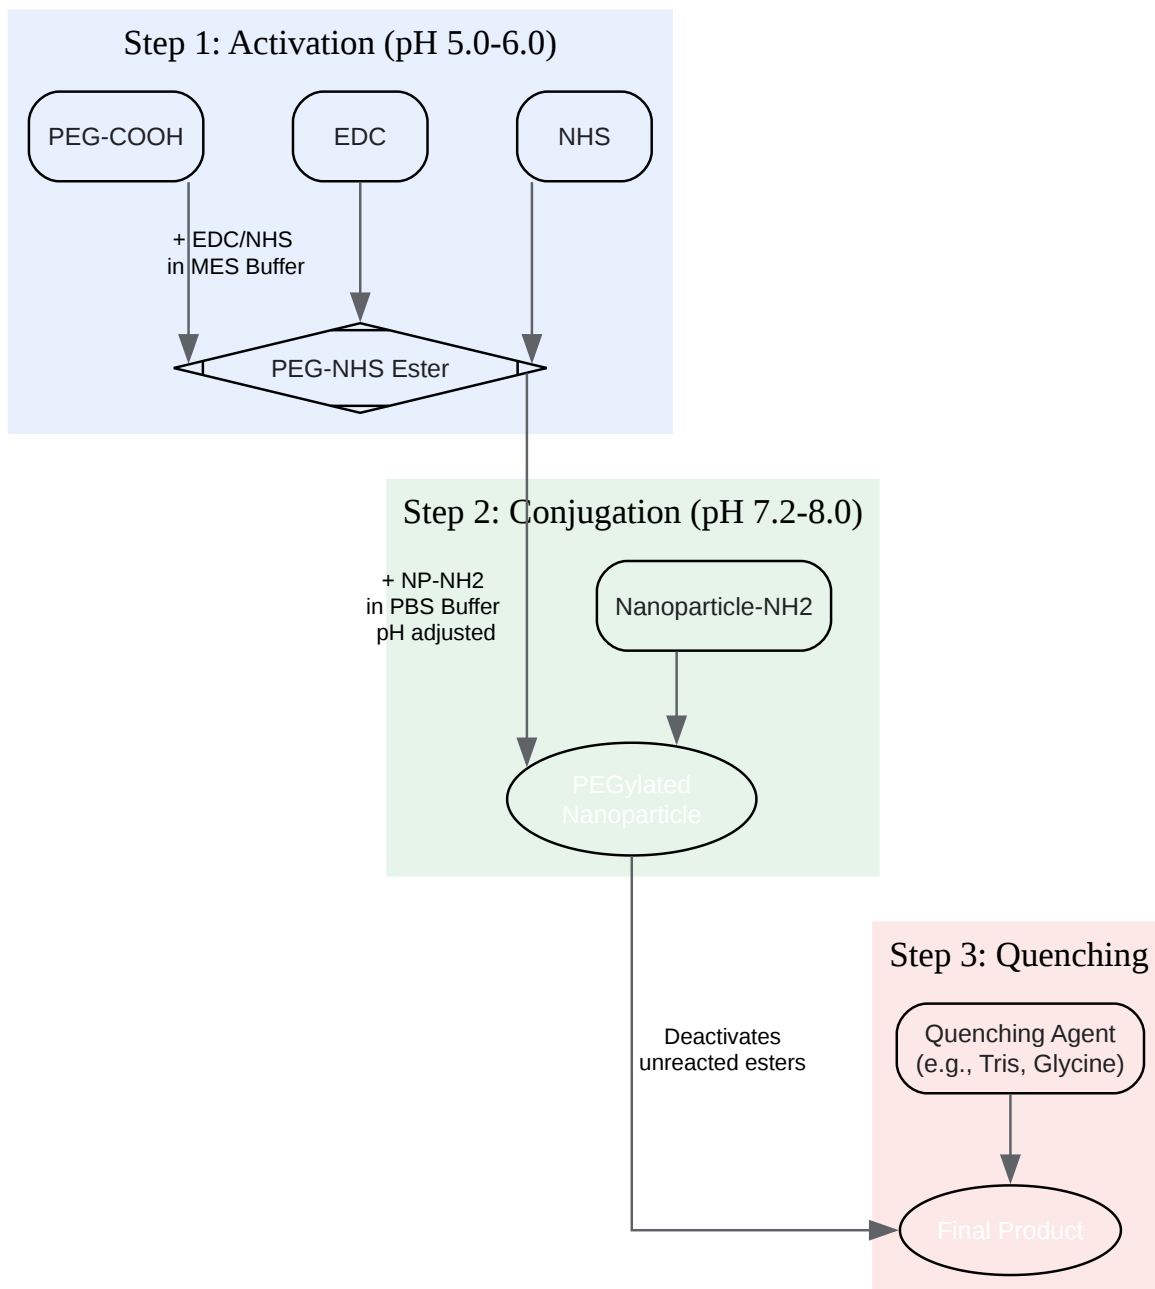 Step 1: Activation (pH 5.0-6.0)
PEG-COOH
EDC
NHS
+ EDC/NHS
in MES Buffer
PEG-NHS Ester
Step 2: Conjugation (pH 7.2-8.0)
+ NP-NH2
in PBS Buffer
pH adjusted
Nanoparticle-NH2
PEGylated
Nanoparticle
Step 3: Quenching
Deactivates
unreacted esters
Quenching Agent
(e.g., Tris, Glycine)
Final Product